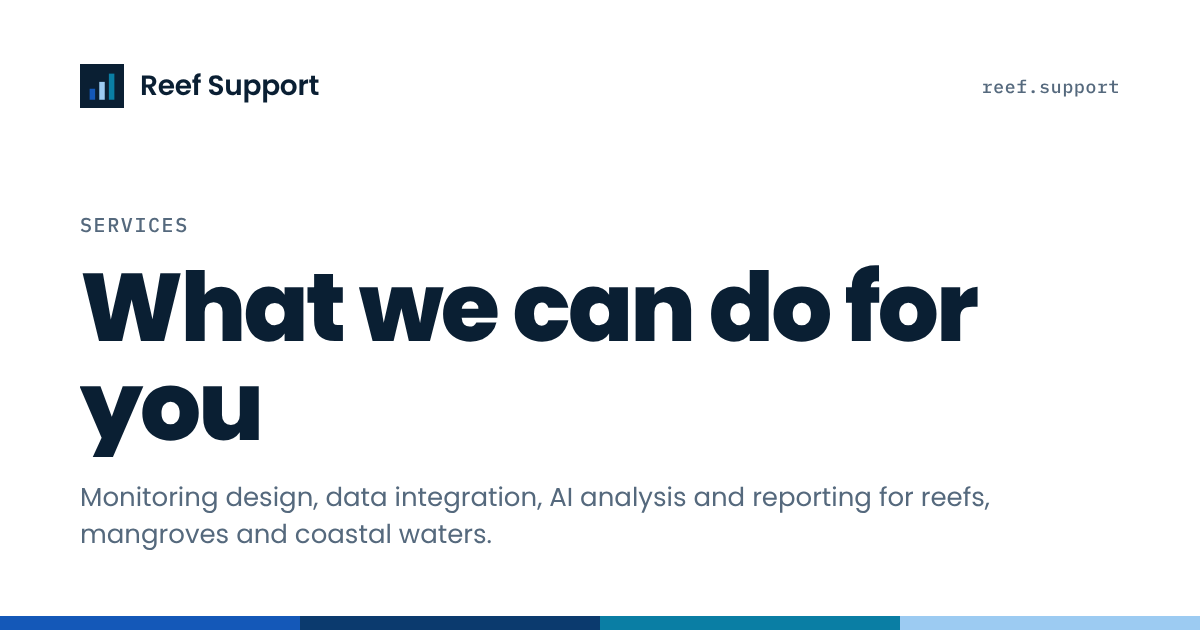 Reef Support
reef.support
SERVICES
What we can do for
you
Monitoring design, data integration, AI analysis and reporting for reefs,
mangroves and coastal waters.